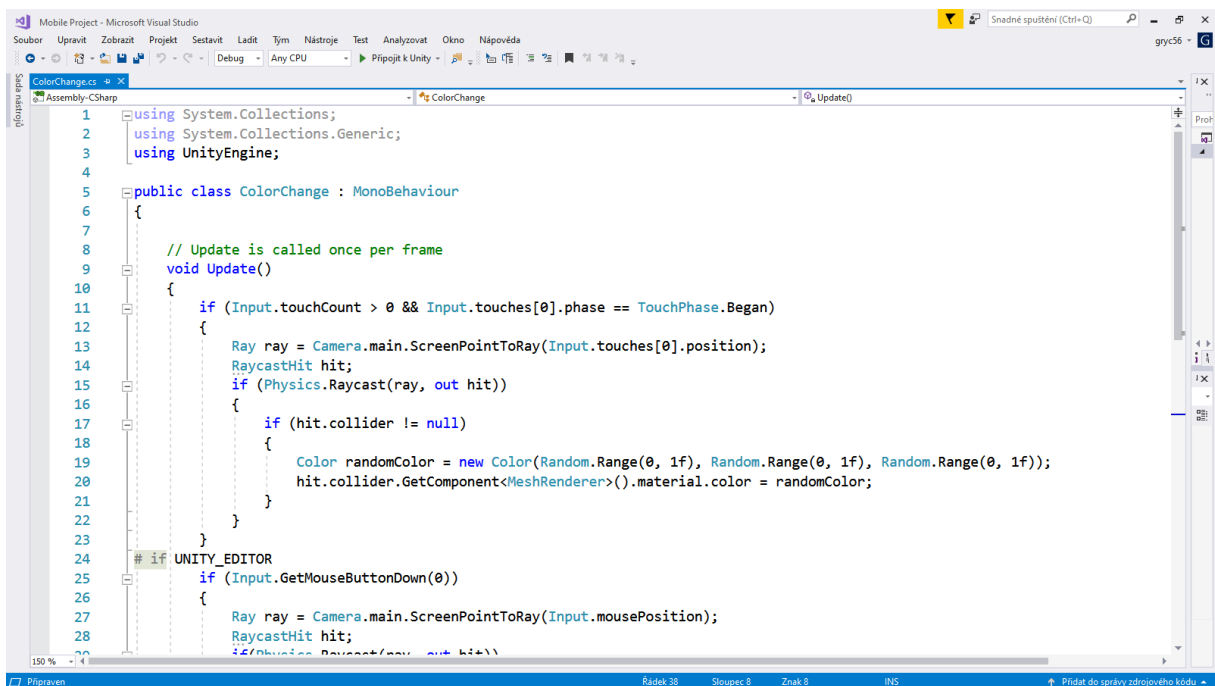 Mobile Project - Microsoft Visual Studio
Snadné spuštění (Ctrl+Q)
Soubor Upravit Zobrazit Projekt Sestavit Ladit Tým Nástroje Test Analyzovat Okno Nápověda
gryc56 G
Debug Any CPU Připojit k Unity
Sada nástrojů
ColorChange.cs
Assembly-CSharp ColorChange Update()
1 using System.Collections;
2 using System.Collections.Generic;
3 using UnityEngine;
4
5 public class ColorChange : MonoBehaviour
6 {
7
8 // Update is called once per frame
9 void Update()
10 {
11 if (Input.touchCount > 0 && Input.touches[0].phase == TouchPhase.Began)
12 {
13 Ray ray = Camera.main.ScreenPointToRay(Input.touches[0].position);
14 RaycastHit hit;
15 if (Physics.Raycast(ray, out hit))
16 {
17 if (hit.collider != null)
18 {
19 Color randomColor = new Color(Random.Range(0, 1f), Random.Range(0, 1f), Random.Range(0, 1f));
20 hit.collider.GetComponent<MeshRenderer>().material.color = randomColor;
21 }
22 }
23 }
24 # if UNITY_EDITOR
25 if (Input.GetMouseButtonDown(0))
26 {
27 Ray ray = Camera.main.ScreenPointToRay(Input.mousePosition);
28 RaycastHit hit;
29 if(Physics.Raycast(ray, out hit))
150 %
Připraven Řádek 38 Sloupec 8 Znak 8 INS Přidat do správy zdrojového kódu